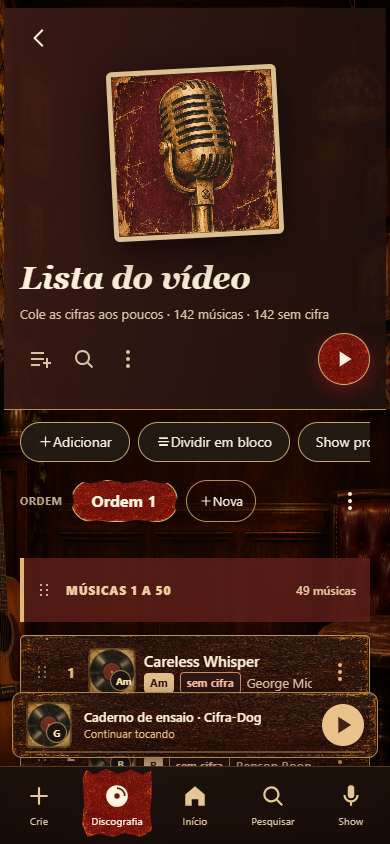 Lista do vídeo
Cole as cifras aos poucos · 142 músicas · 142 sem cifra
+Adicionar
Dividir em bloco
Show pro
ORDEM
Ordem 1
+Nova
MÚSICAS 1 A 50
49 músicas
1
Am
Careless Whisper
Am
sem cifra
George Mic
G
Caderno de ensaio · Cifra-Dog
Continuar tocando
B
B
sem cifra
Benson Boon
Crie
Discografia
Início
Pesquisar
Show